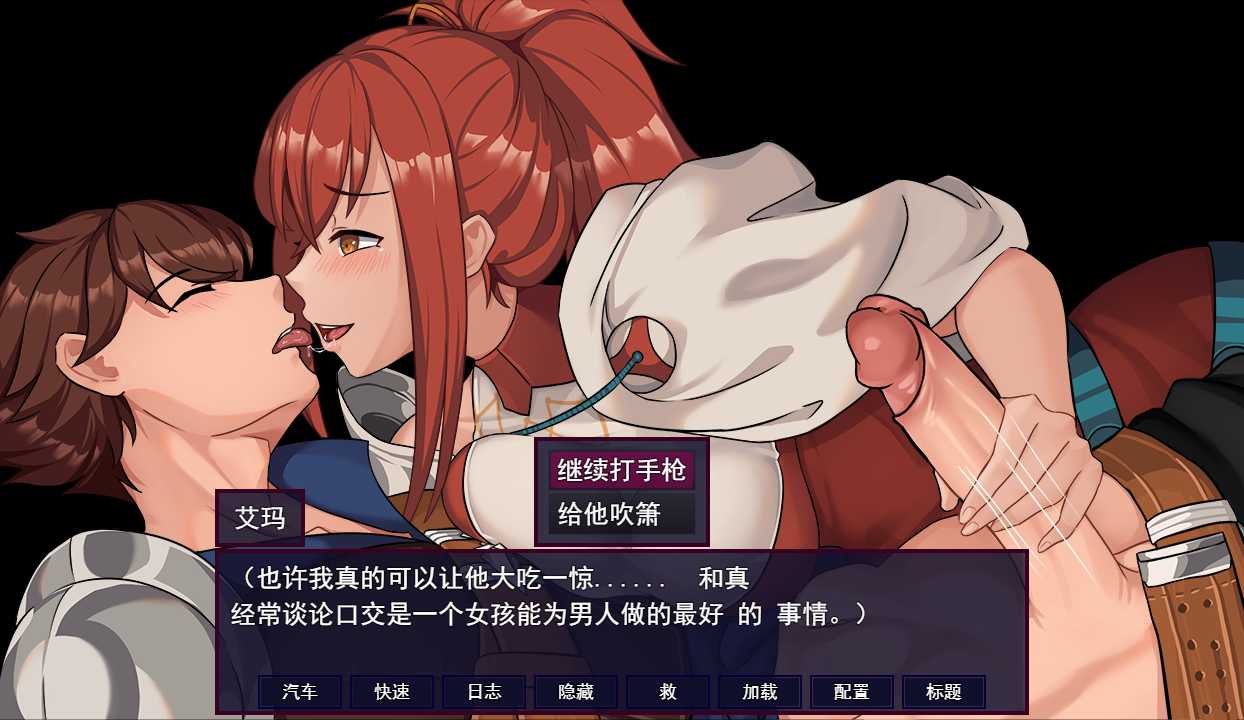 继续打手枪
给他吹箫
艾玛
（也许我真的可以让他大吃一惊...... 和真
经常谈论口交是一个女孩能为男人做的最好 的 事情。）
汽车 快速 日志 隐藏 救 加载 配置 标题